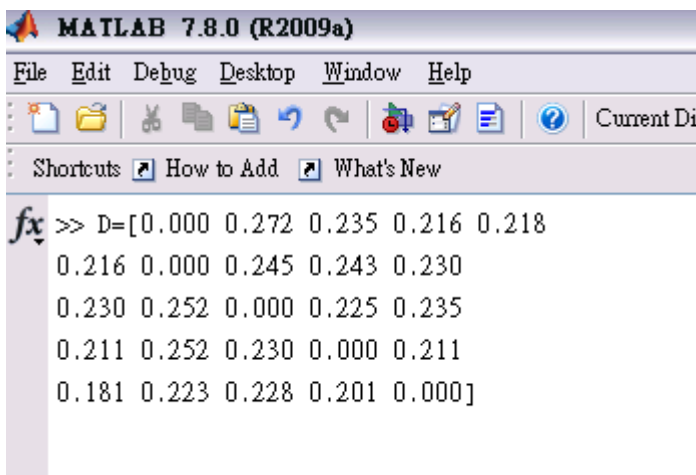 MATLAB 7.8.0 (R2009a)
File Edit Debug Desktop Window Help
Current Di
Shortcuts How to Add What's New
fx >> D=[0.000 0.272 0.235 0.216 0.218
0.216 0.000 0.245 0.243 0.230
0.230 0.252 0.000 0.225 0.235
0.211 0.252 0.230 0.000 0.211
0.181 0.223 0.228 0.201 0.000]